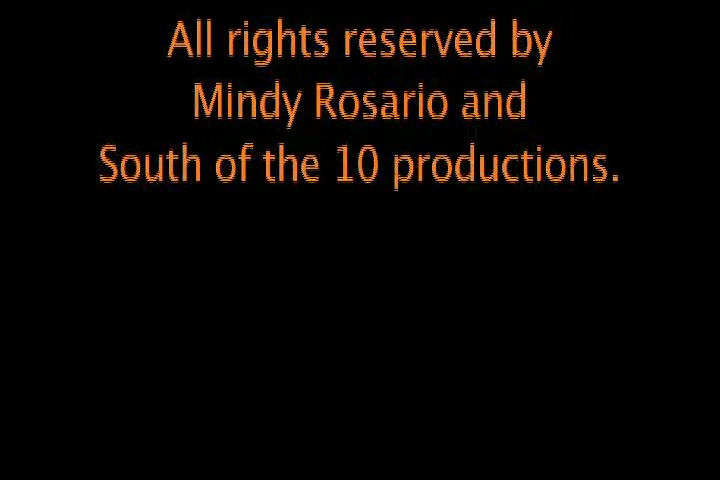 All rights reserved by
Mindy Rosario and
South of the 10 productions.